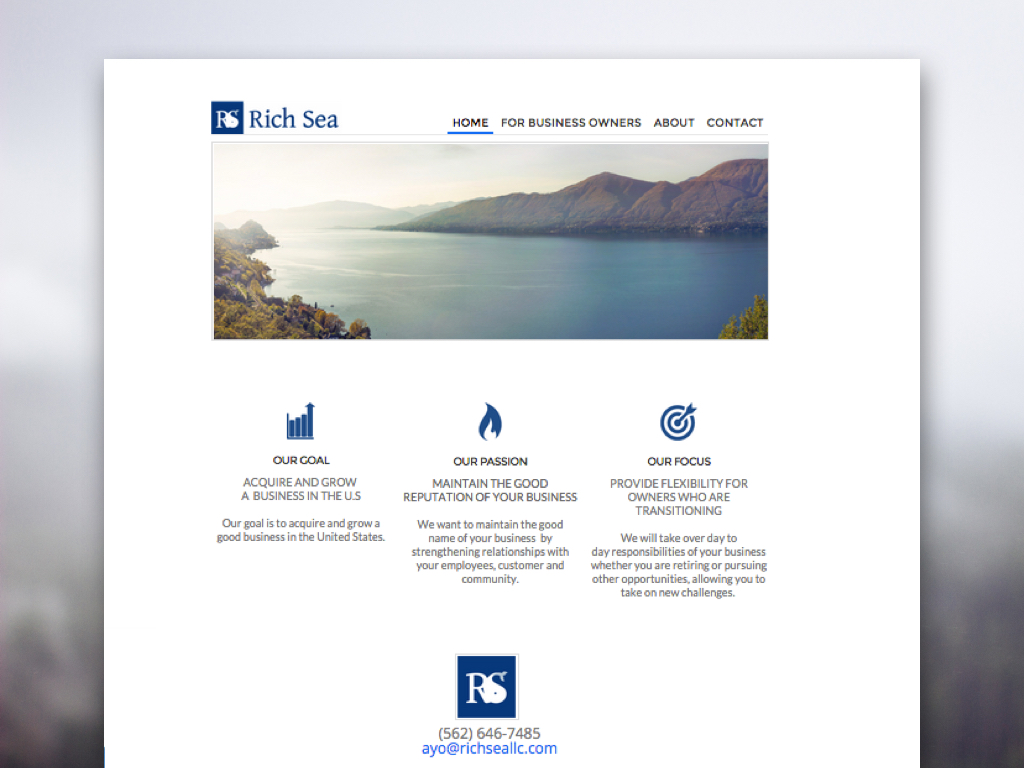 RS Rich Sea
HOME FOR BUSINESS OWNERS ABOUT CONTACT
OUR GOAL
ACQUIRE AND GROW
A BUSINESS IN THE U.S
Our goal is to acquire and grow a
good business in the United States.
OUR PASSION
MAINTAIN THE GOOD
REPUTATION OF YOUR BUSINESS
We want to maintain the good
name of your business by
strengthening relationships with
your employees, customer and
community.
OUR FOCUS
PROVIDE FLEXIBILITY FOR
OWNERS WHO ARE
TRANSITIONING
We will take over day to
day responsibilities of your business
whether you are retiring or pursuing
other opportunities, allowing you to
take on new challenges.
RS
(562) 646-7485
ayo@richseallc.com